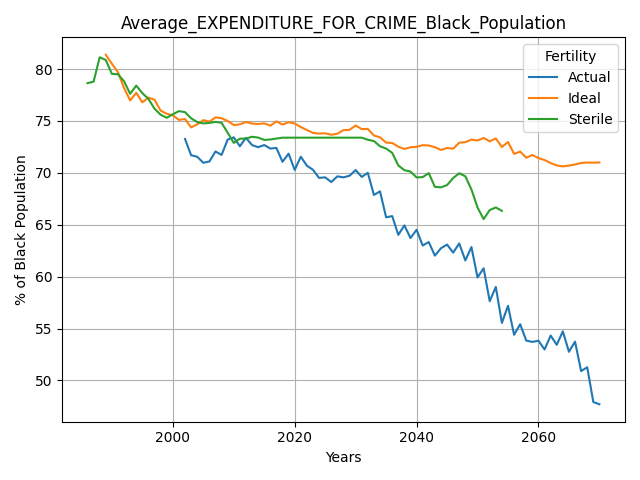 Average_EXPENDITURE_FOR_CRIME_Black_Population
Fertility
Actual
Ideal
Sterile
% of Black Population
80
75
70
65
60
55
50
2000 2020 2040 2060
Years